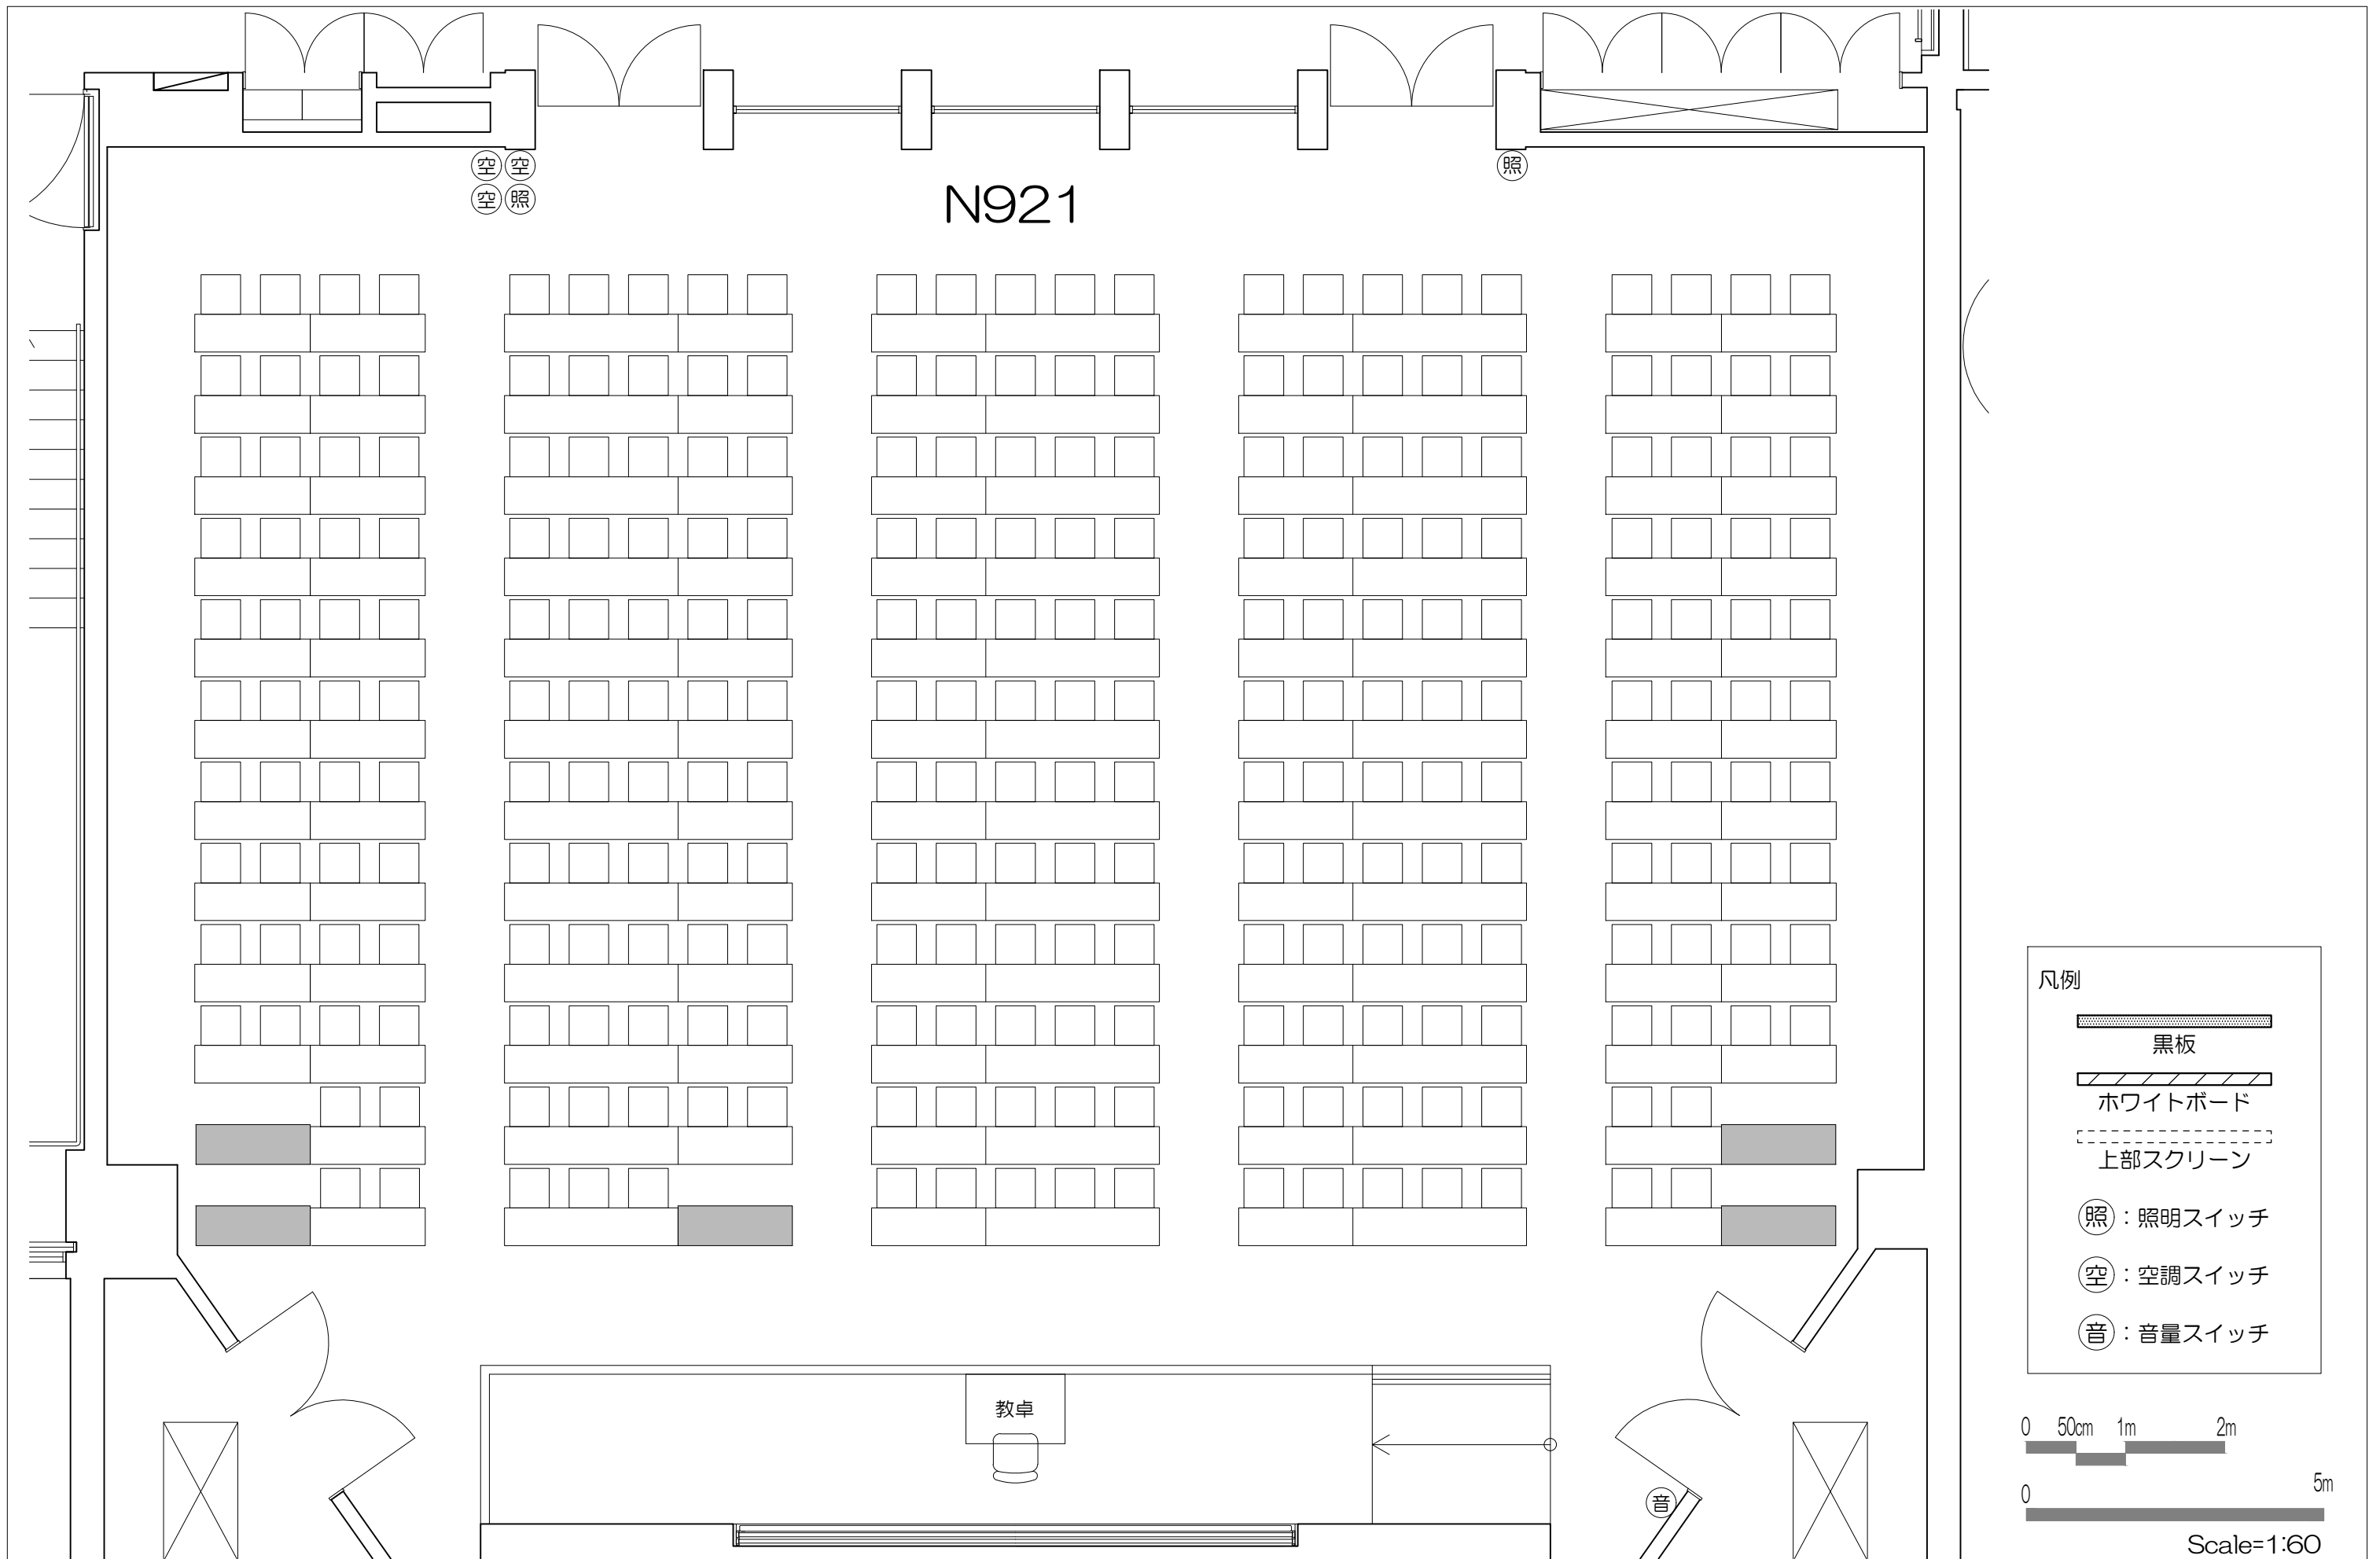 空 空
空 照
照
N921
凡例
黒板
ホワイトボード
上部スクリーン
照：照明スイッチ
空：空調スイッチ
音：音量スイッチ
教卓
音
0 50cm 1m 2m
0 5m
Scale=1:60